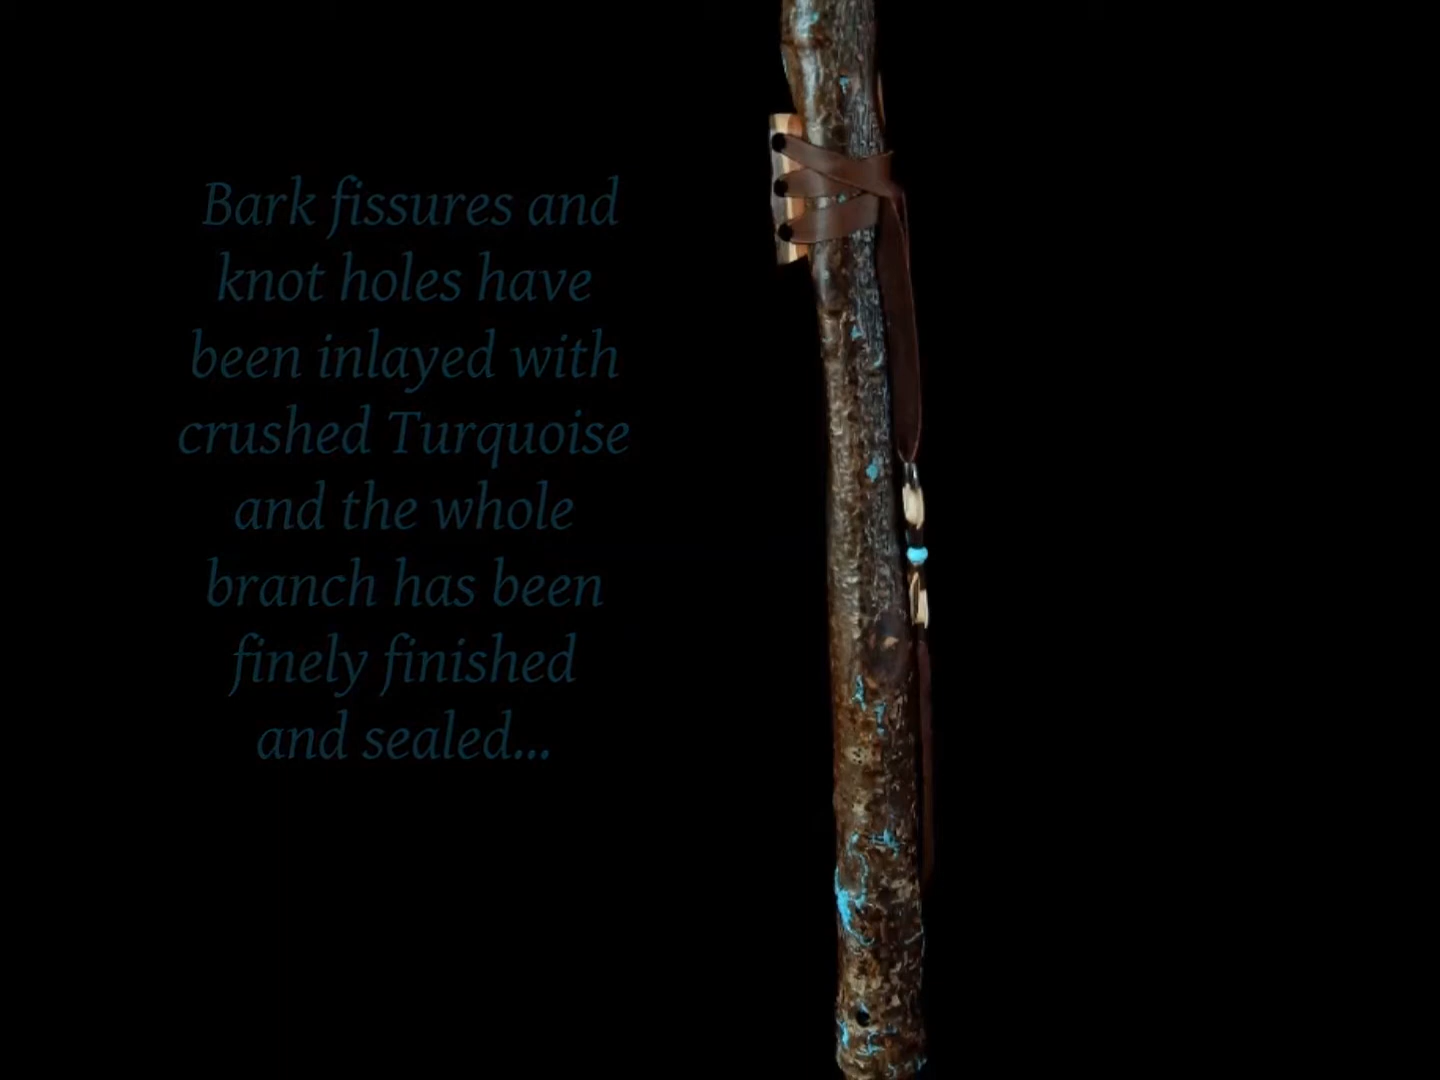 Bark fissures and
knot holes have
been inlayed with
crushed Turquoise
and the whole
branch has been
finely finished
and sealed...